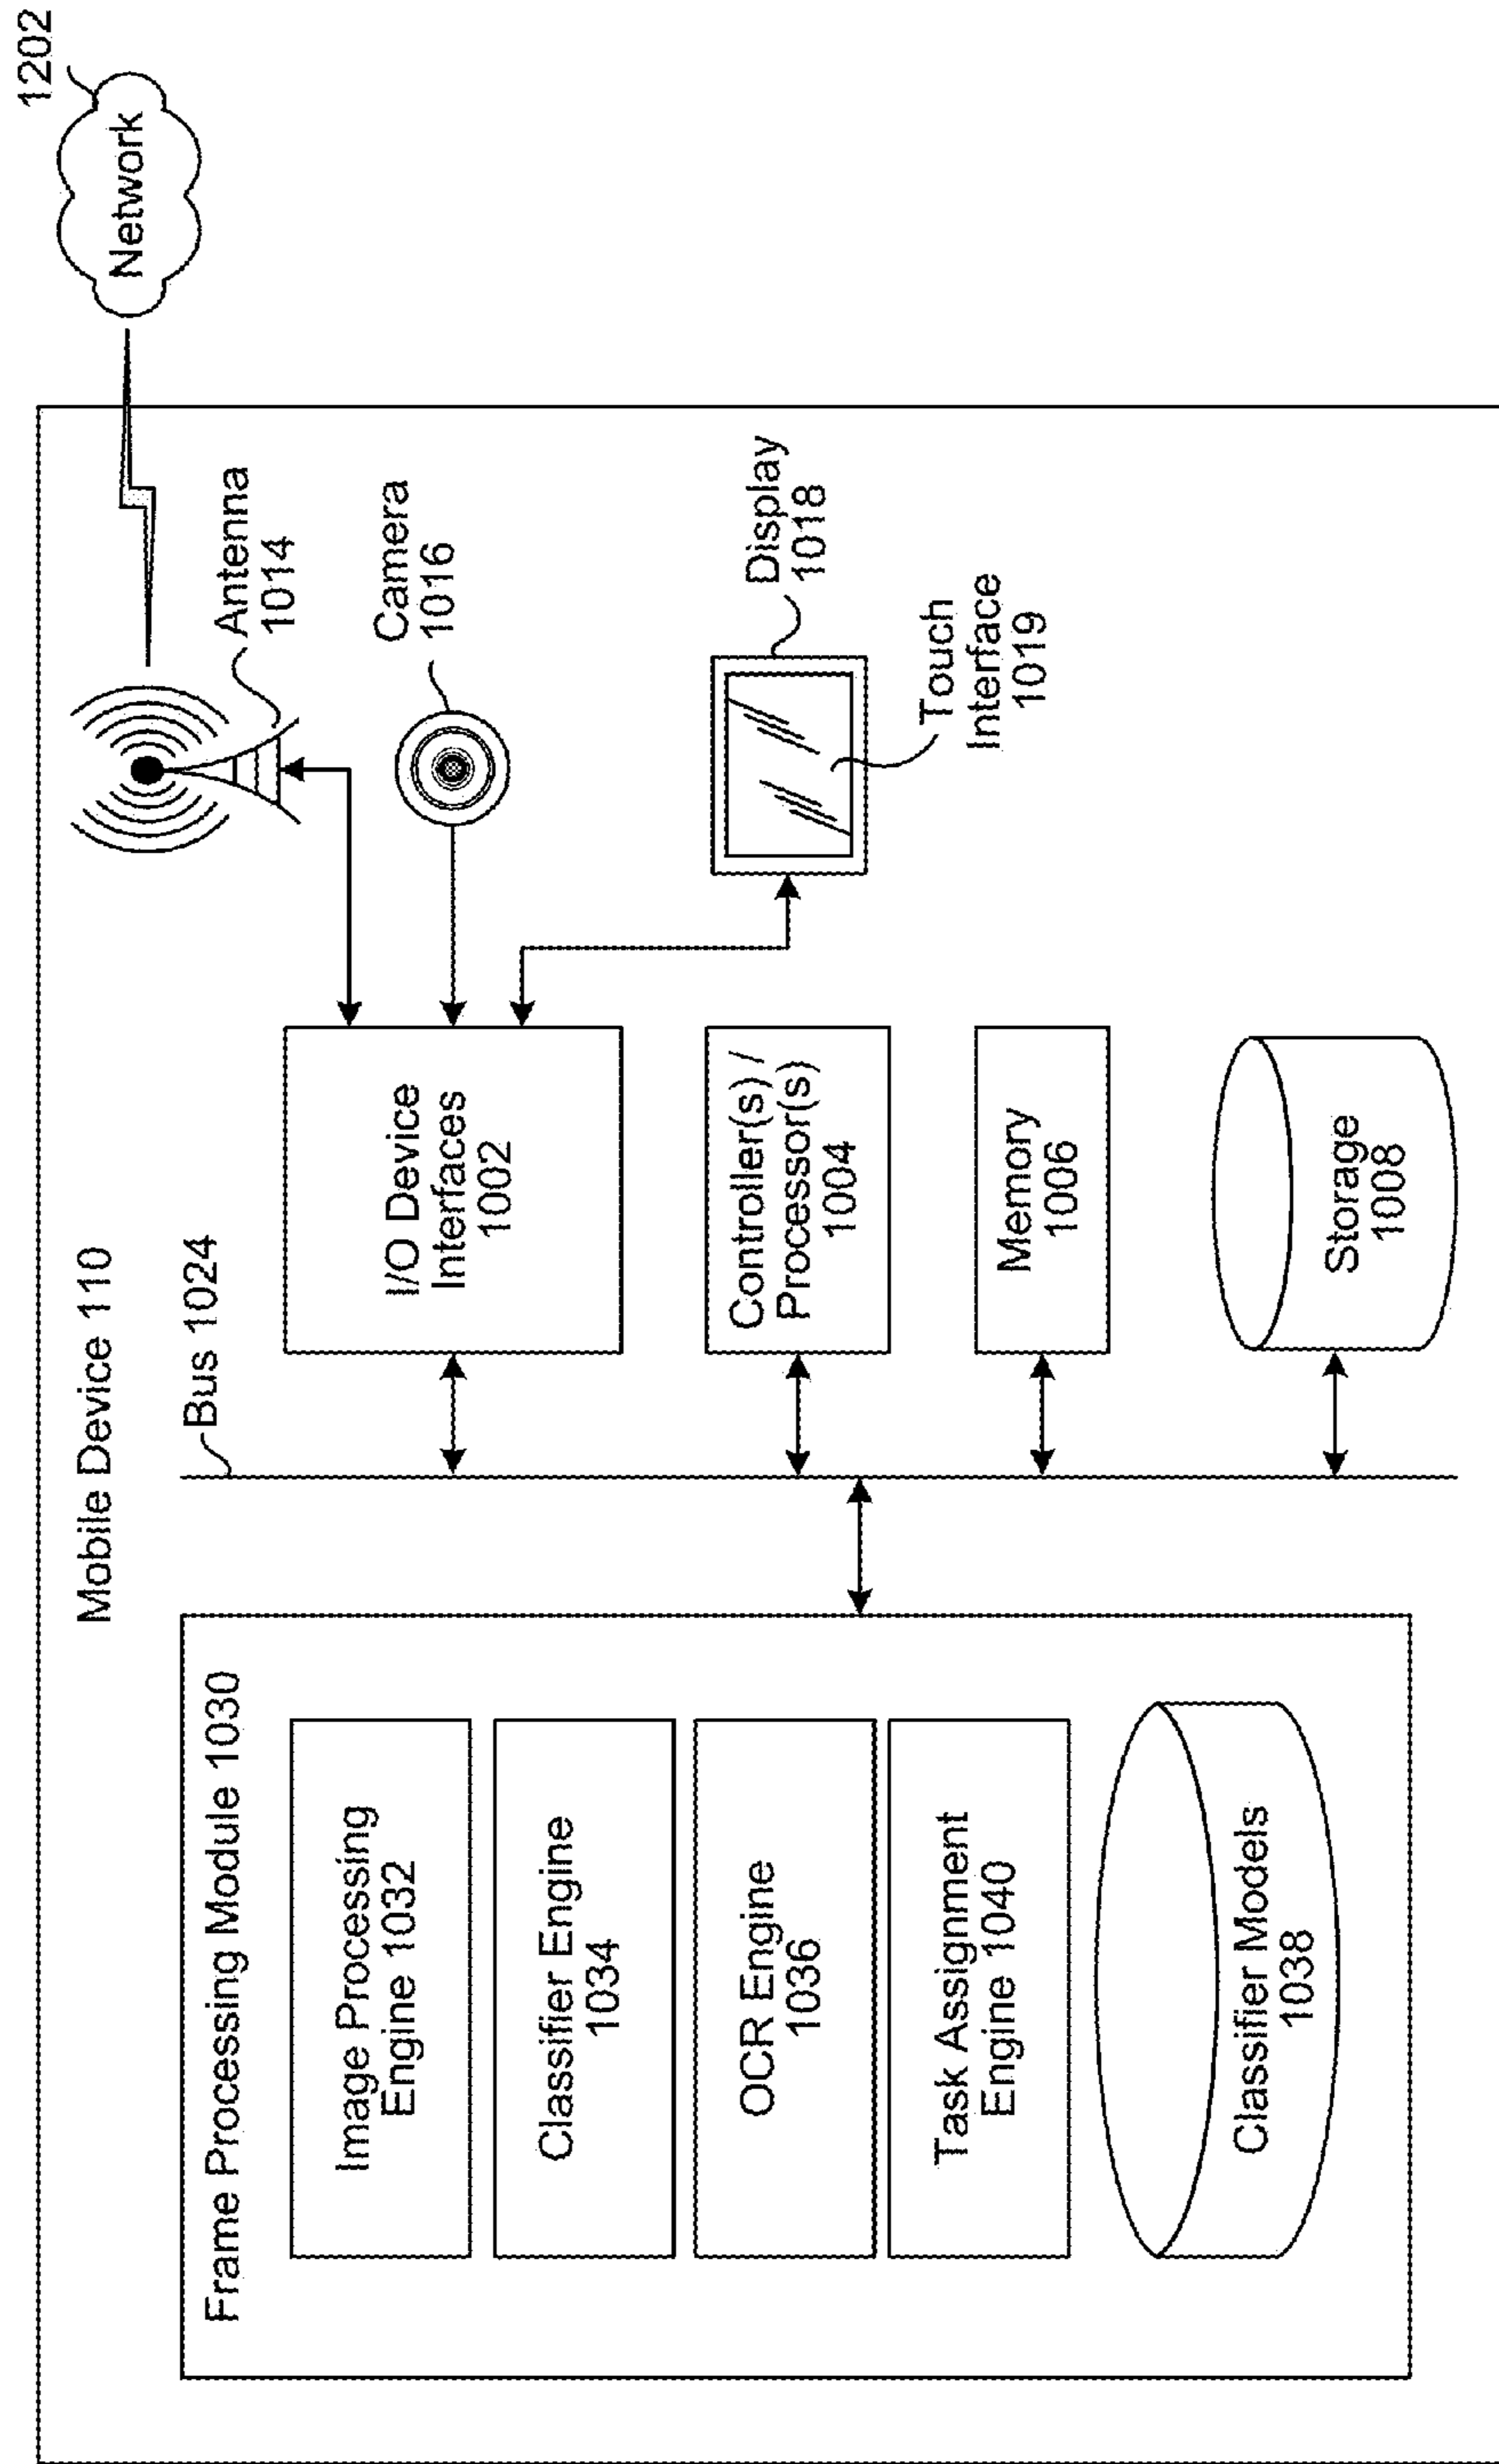 Mobile Device 110
Bus 1024
Frame Processing Module 1030
Image Processing
Engine 1032
Classifier Engine
1034
OCR Engine
1036
Task Assignment
Engine 1040
Classifier Models
1038
I/O Device
Interfaces
1002
Controller(s) /
Processor(s)
1004
Memory
1006
Storage
1008
Antenna
1014
Camera
1016
Display
1018
Touch
Interface
1019
Network
1202